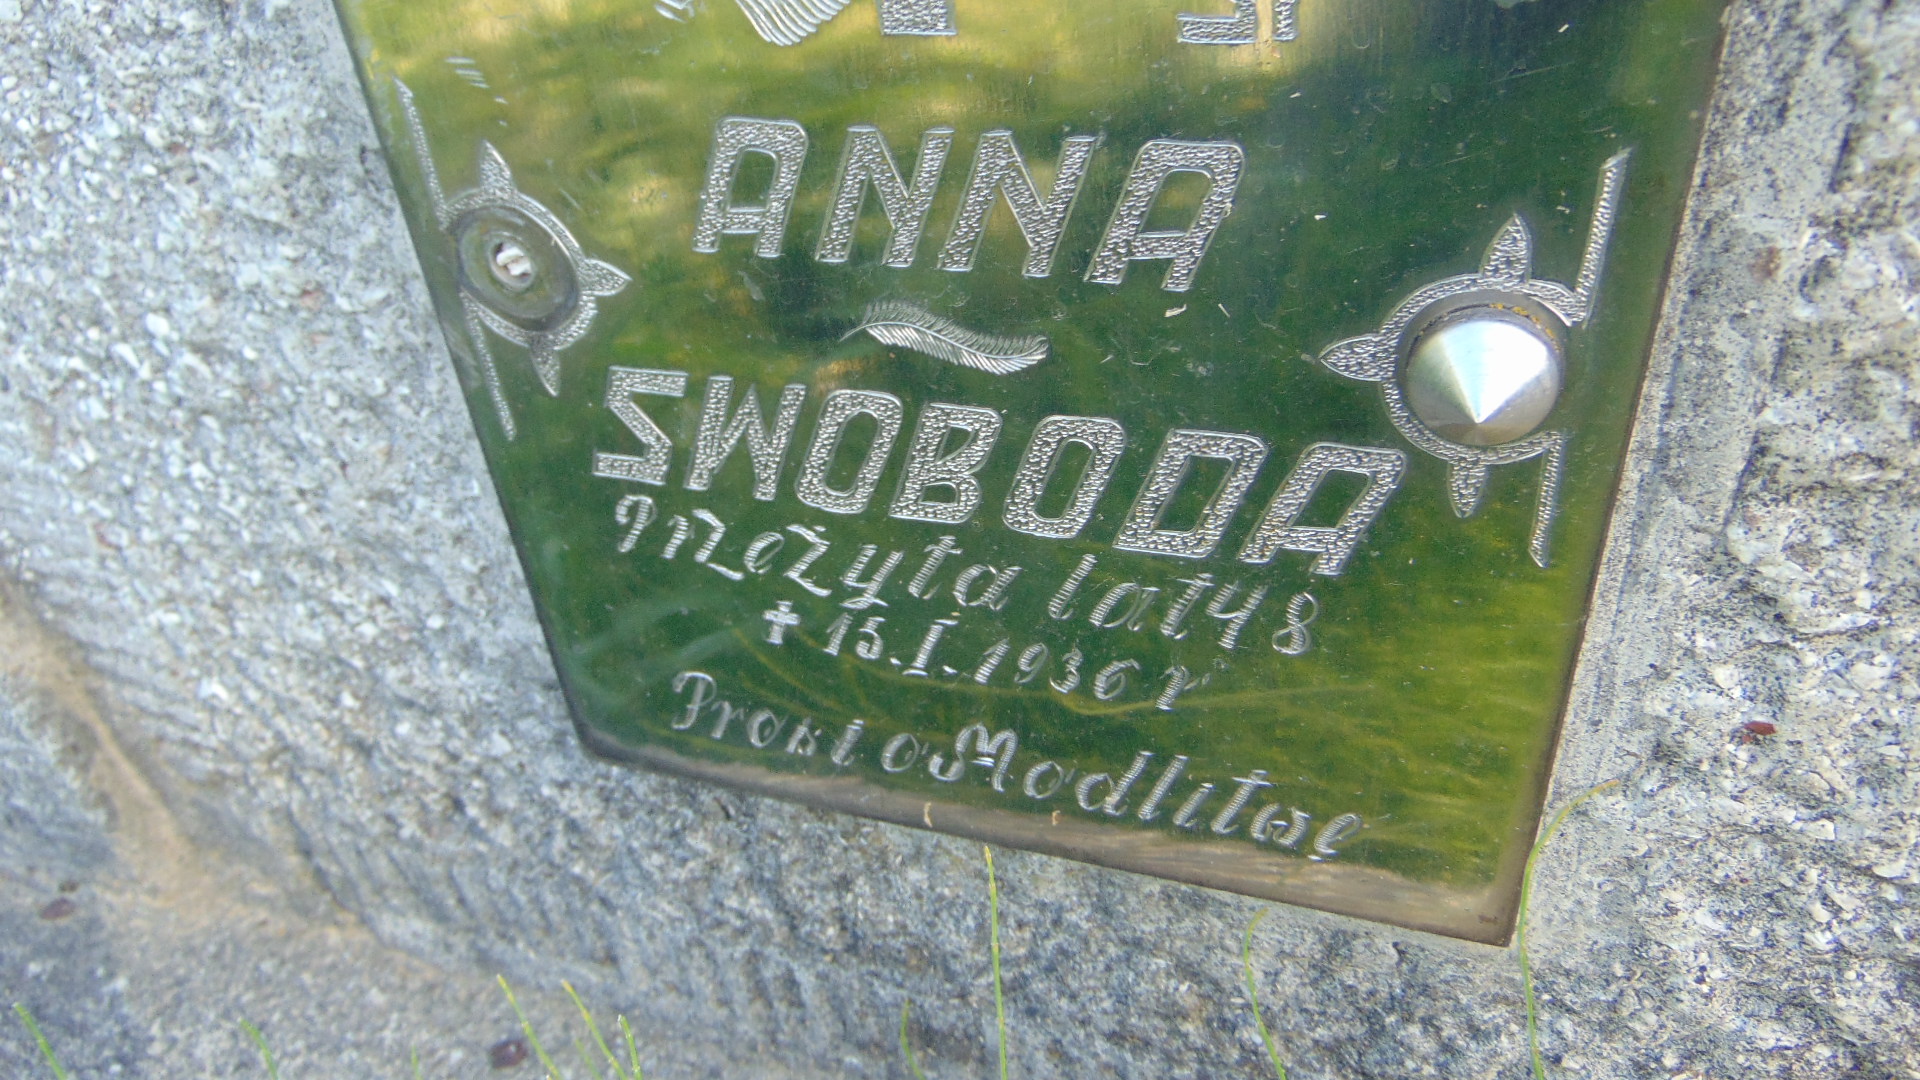 ANNA
SWOBODA
Przeżyta lat 48
✝ 15.I.1936 r
Prosi o Modlitwę